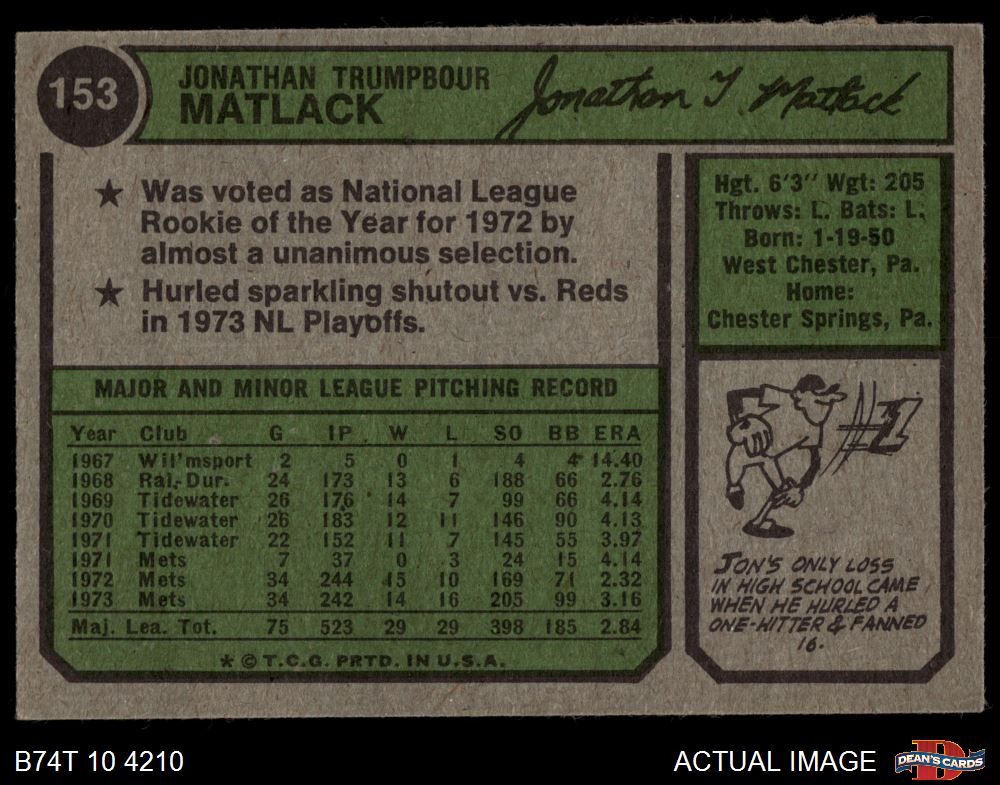 153
JONATHAN TRUMPBOUR
MATLACK
Jonathan T Matlack
★ Was voted as National League
Rookie of the Year for 1972 by
almost a unanimous selection.
★ Hurled sparkling shutout vs. Reds
in 1973 NL Playoffs.
Hgt. 6'3" Wgt: 205
Throws: L. Bats: L.
Born: 1-19-50
West Chester, Pa.
Home:
Chester Springs, Pa.
MAJOR AND MINOR LEAGUE PITCHING RECORD
Year Club G IP W L SO BB ERA
1967 Wil'msport 2 5 0 1 4 4 14.40
1968 Ral.-Dur. 24 173 13 6 188 66 2.76
1969 Tidewater 26 176 14 7 99 66 4.14
1970 Tidewater 26 183 12 11 146 90 4.13
1971 Tidewater 22 152 11 7 145 55 3.97
1971 Mets 7 37 0 3 24 15 4.14
1972 Mets 34 244 15 10 169 71 2.32
1973 Mets 34 242 14 16 205 99 3.16
Maj. Lea. Tot. 75 523 29 29 398 185 2.84
* © T.C.G. PRTD. IN U.S.A.
#1
JON'S ONLY LOSS
IN HIGH SCHOOL CAME
WHEN HE HURLED A
ONE-HITTER & FANNED
16.
B74T 10 4210
ACTUAL IMAGE
D
DEAN'S CARDS